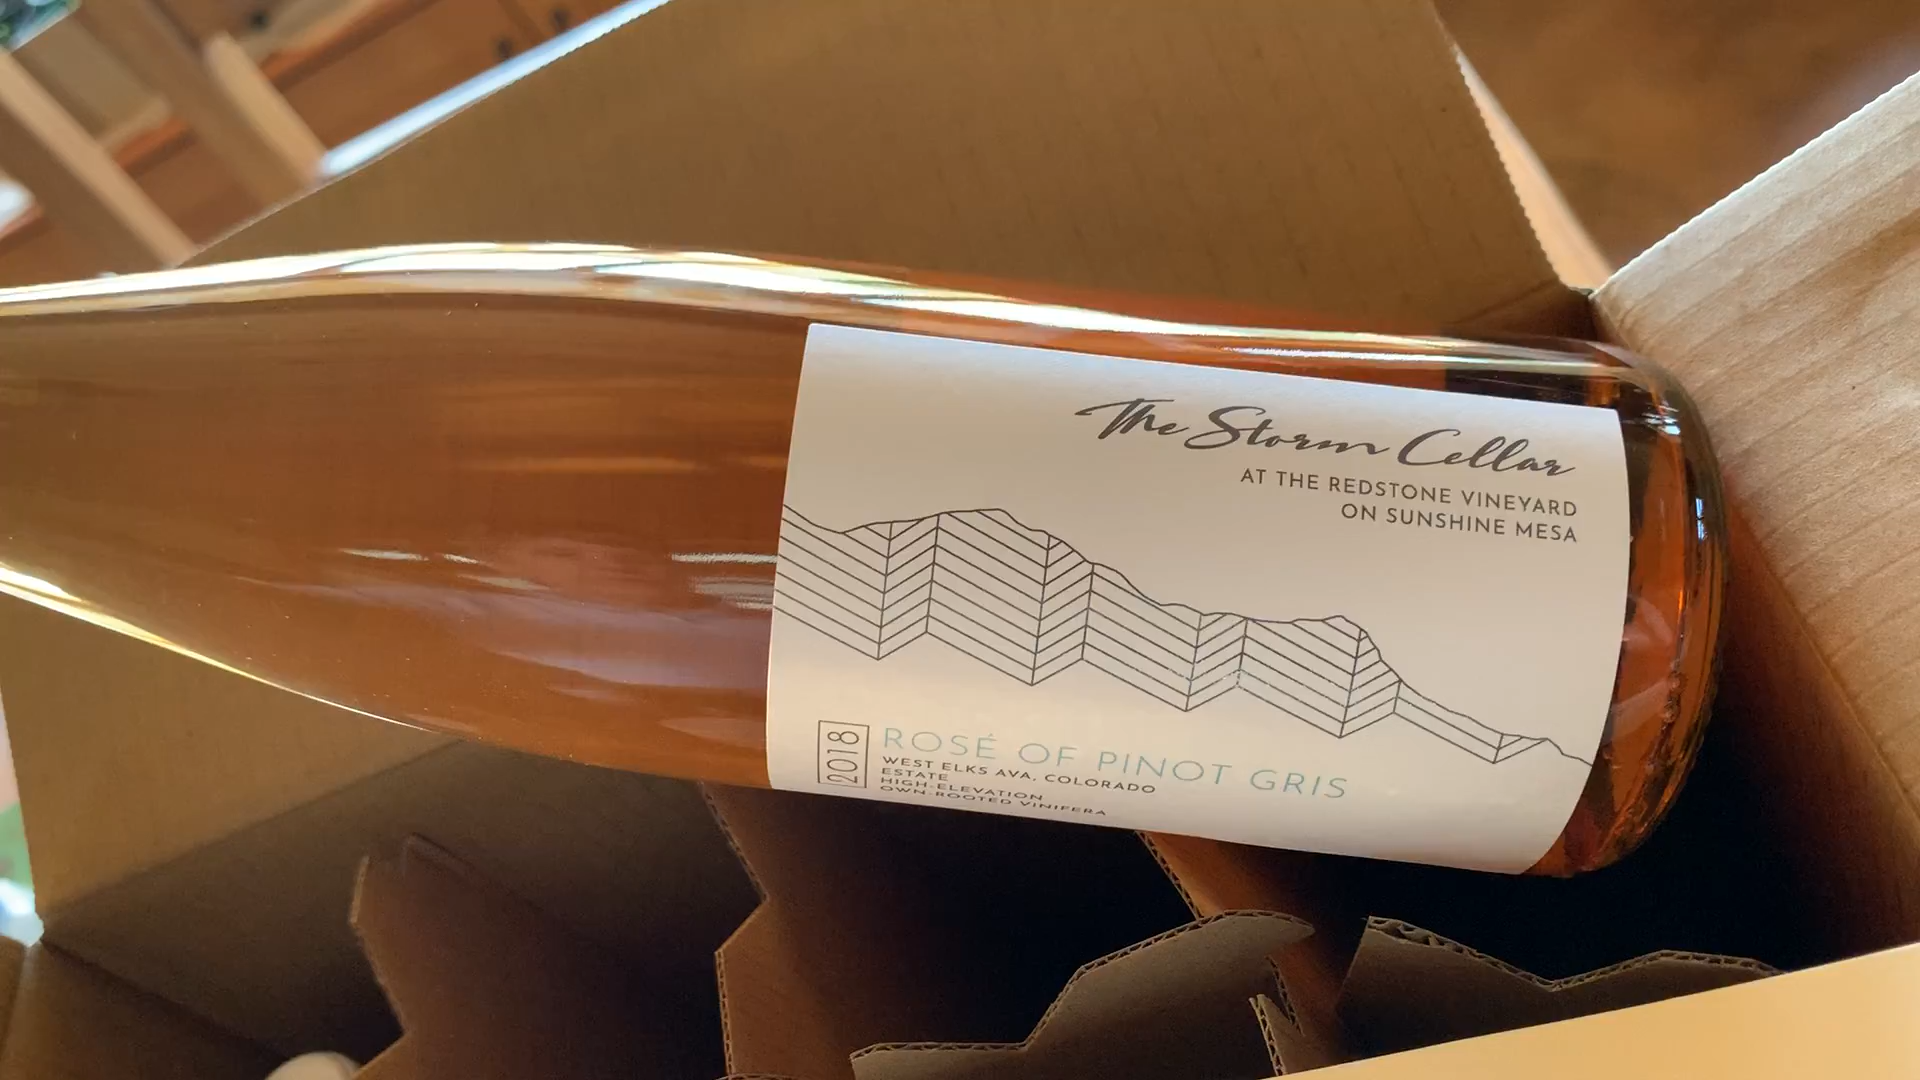 The Storm Cellar
AT THE REDSTONE VINEYARD
ON SUNSHINE MESA
2018
ROSÉ OF PINOT GRIS
WEST ELKS AVA, COLORADO
ESTATE
HIGH-ELEVATION
OWN-ROOTED VINIFERA